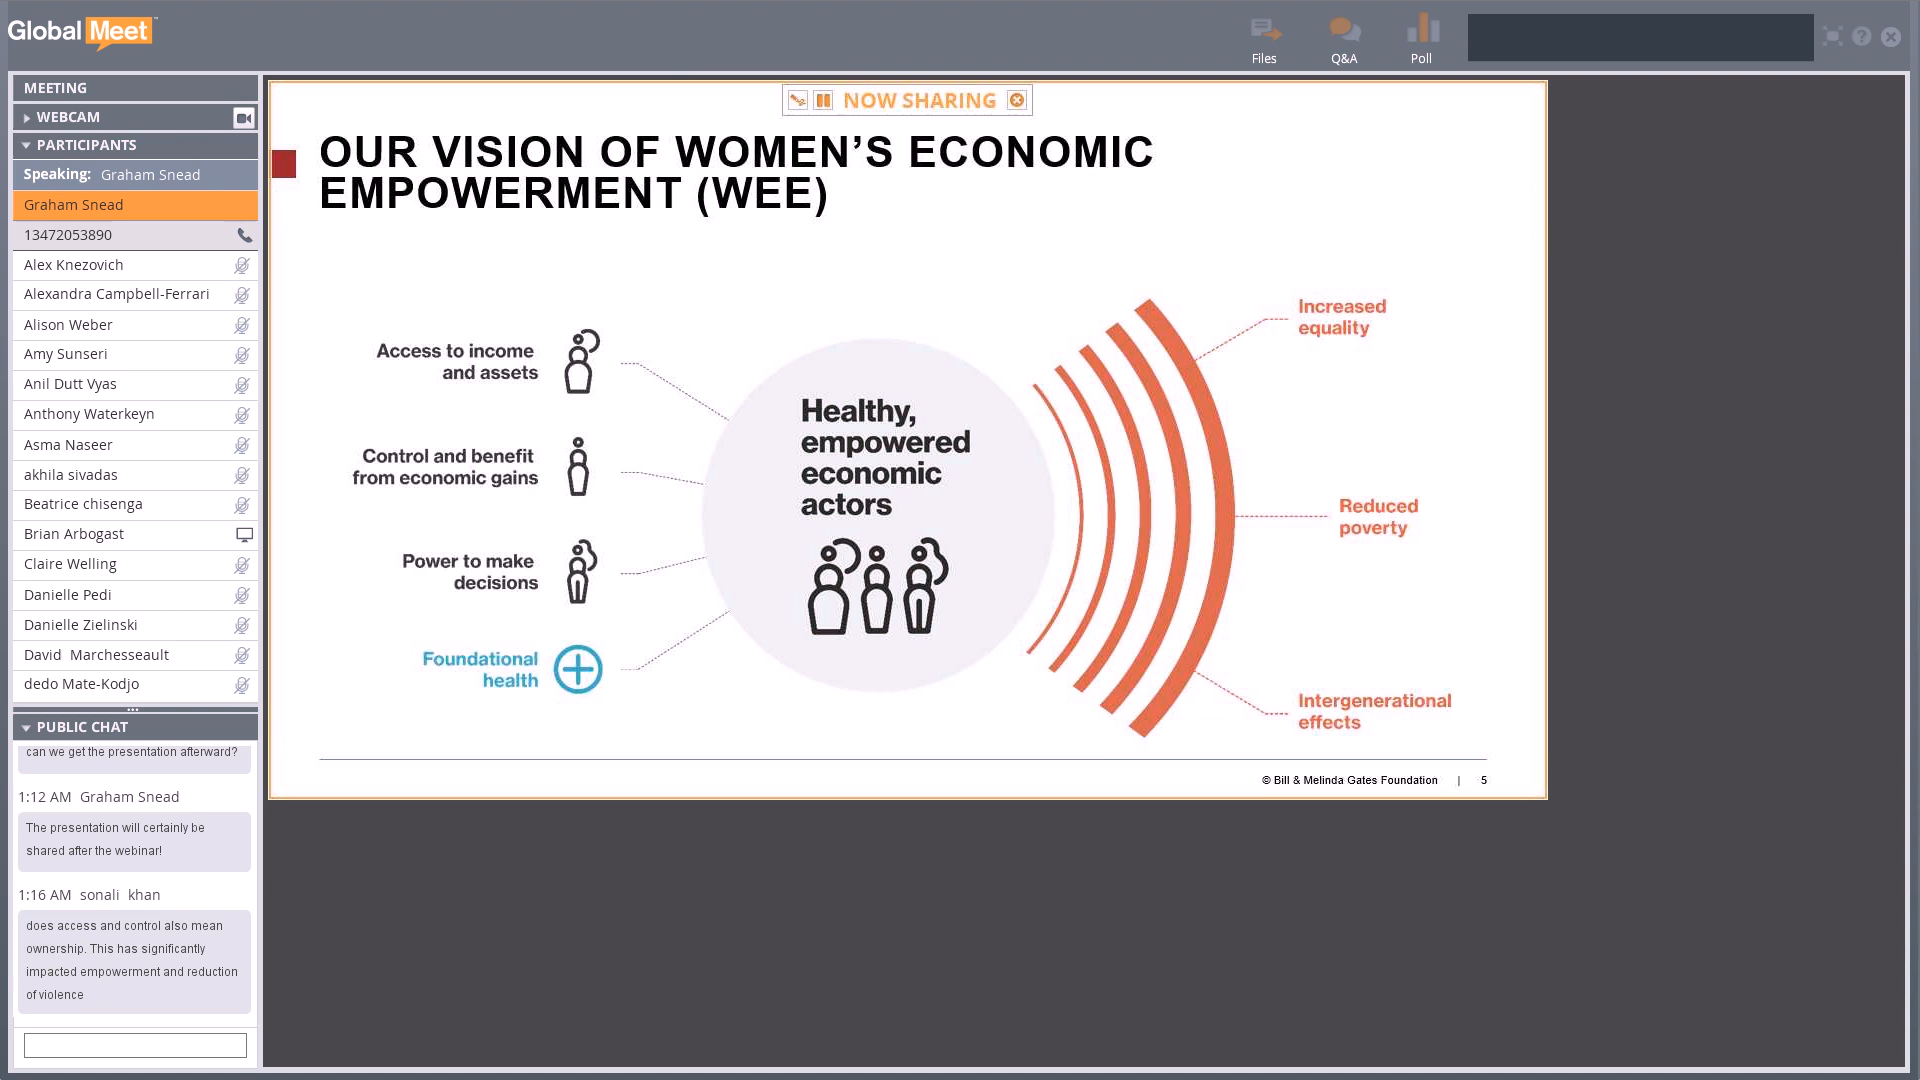 Global Meet
Files
Q&A
Poll
MEETING
WEBCAM
PARTICIPANTS
Speaking: Graham Snead
Graham Snead
13472053890
Alex Knezovich
Alexandra Campbell-Ferrari
Alison Weber
Amy Sunseri
Anil Dutt Vyas
Anthony Waterkeyn
Asma Naseer
akhila sivadas
Beatrice chisenga
Brian Arbogast
Claire Welling
Danielle Pedi
Danielle Zielinski
David Marchesseault
dedo Mate-Kodjo
PUBLIC CHAT
can we get the presentation afterward?
1:12 AM Graham Snead
The presentation will certainly be
shared after the webinar!
1:16 AM sonali khan
does access and control also mean
ownership. This has significantly
impacted empowerment and reduction
of violence
NOW SHARING
OUR VISION OF WOMEN’S ECONOMIC
EMPOWERMENT (WEE)
Access to income
and assets
Control and benefit
from economic gains
Power to make
decisions
Foundational
health
Healthy,
empowered
economic
actors
Increased
equality
Reduced
poverty
Intergenerational
effects
© Bill & Melinda Gates Foundation | 5